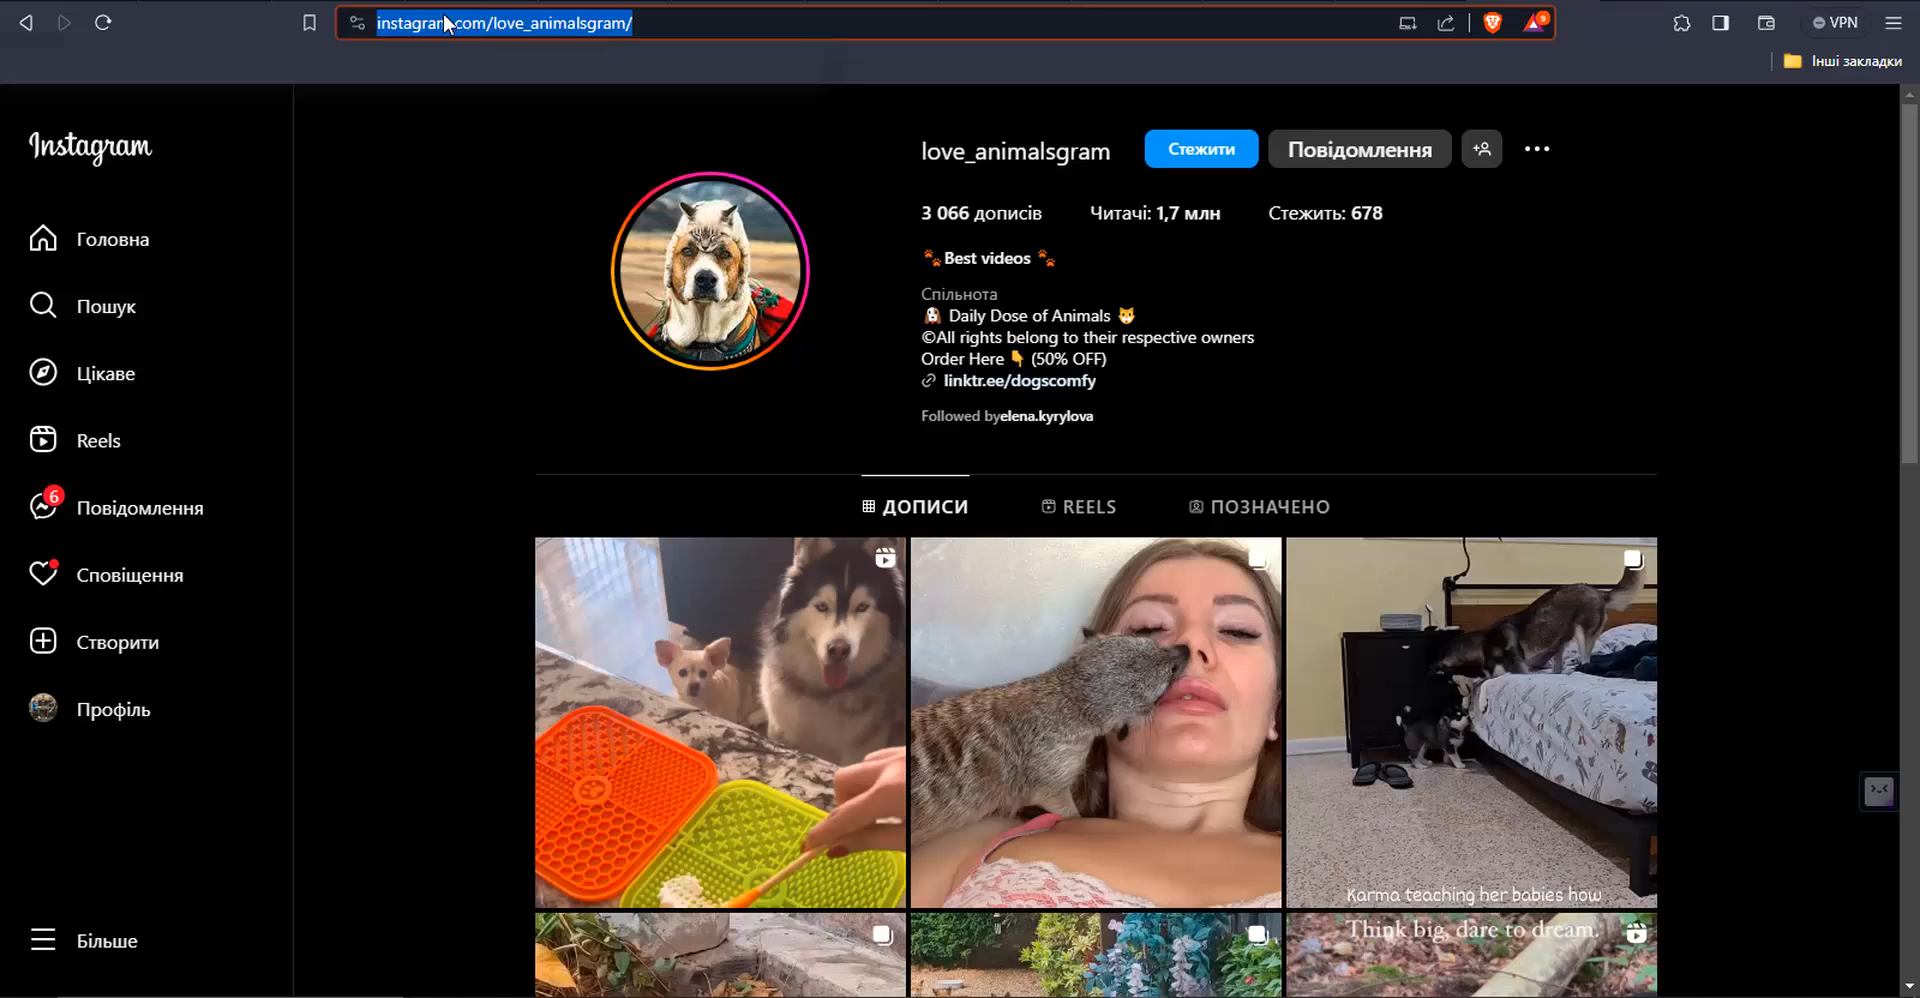 instagram.com/love_animalsgram/
9
VPN
Інші закладки
Instagram
love_animalsgram
Стежити
Повідомлення
3 066 дописів
Читачі: 1,7 млн
Стежить: 678
🐾Best videos 🐾
Спільнота
🐶 Daily Dose of Animals 🐱
©All rights belong to their respective owners
Order Here 👇 (50% OFF)
linktr.ee/dogscomfy
Followed byelena.kyrylova
Головна
Пошук
Цікаве
Reels
6
Повідомлення
Сповіщення
Створити
Профіль
Більше
ДОПИСИ
REELS
ПОЗНАЧЕНО
Karma teaching her babies how
Think big, dare to dream.